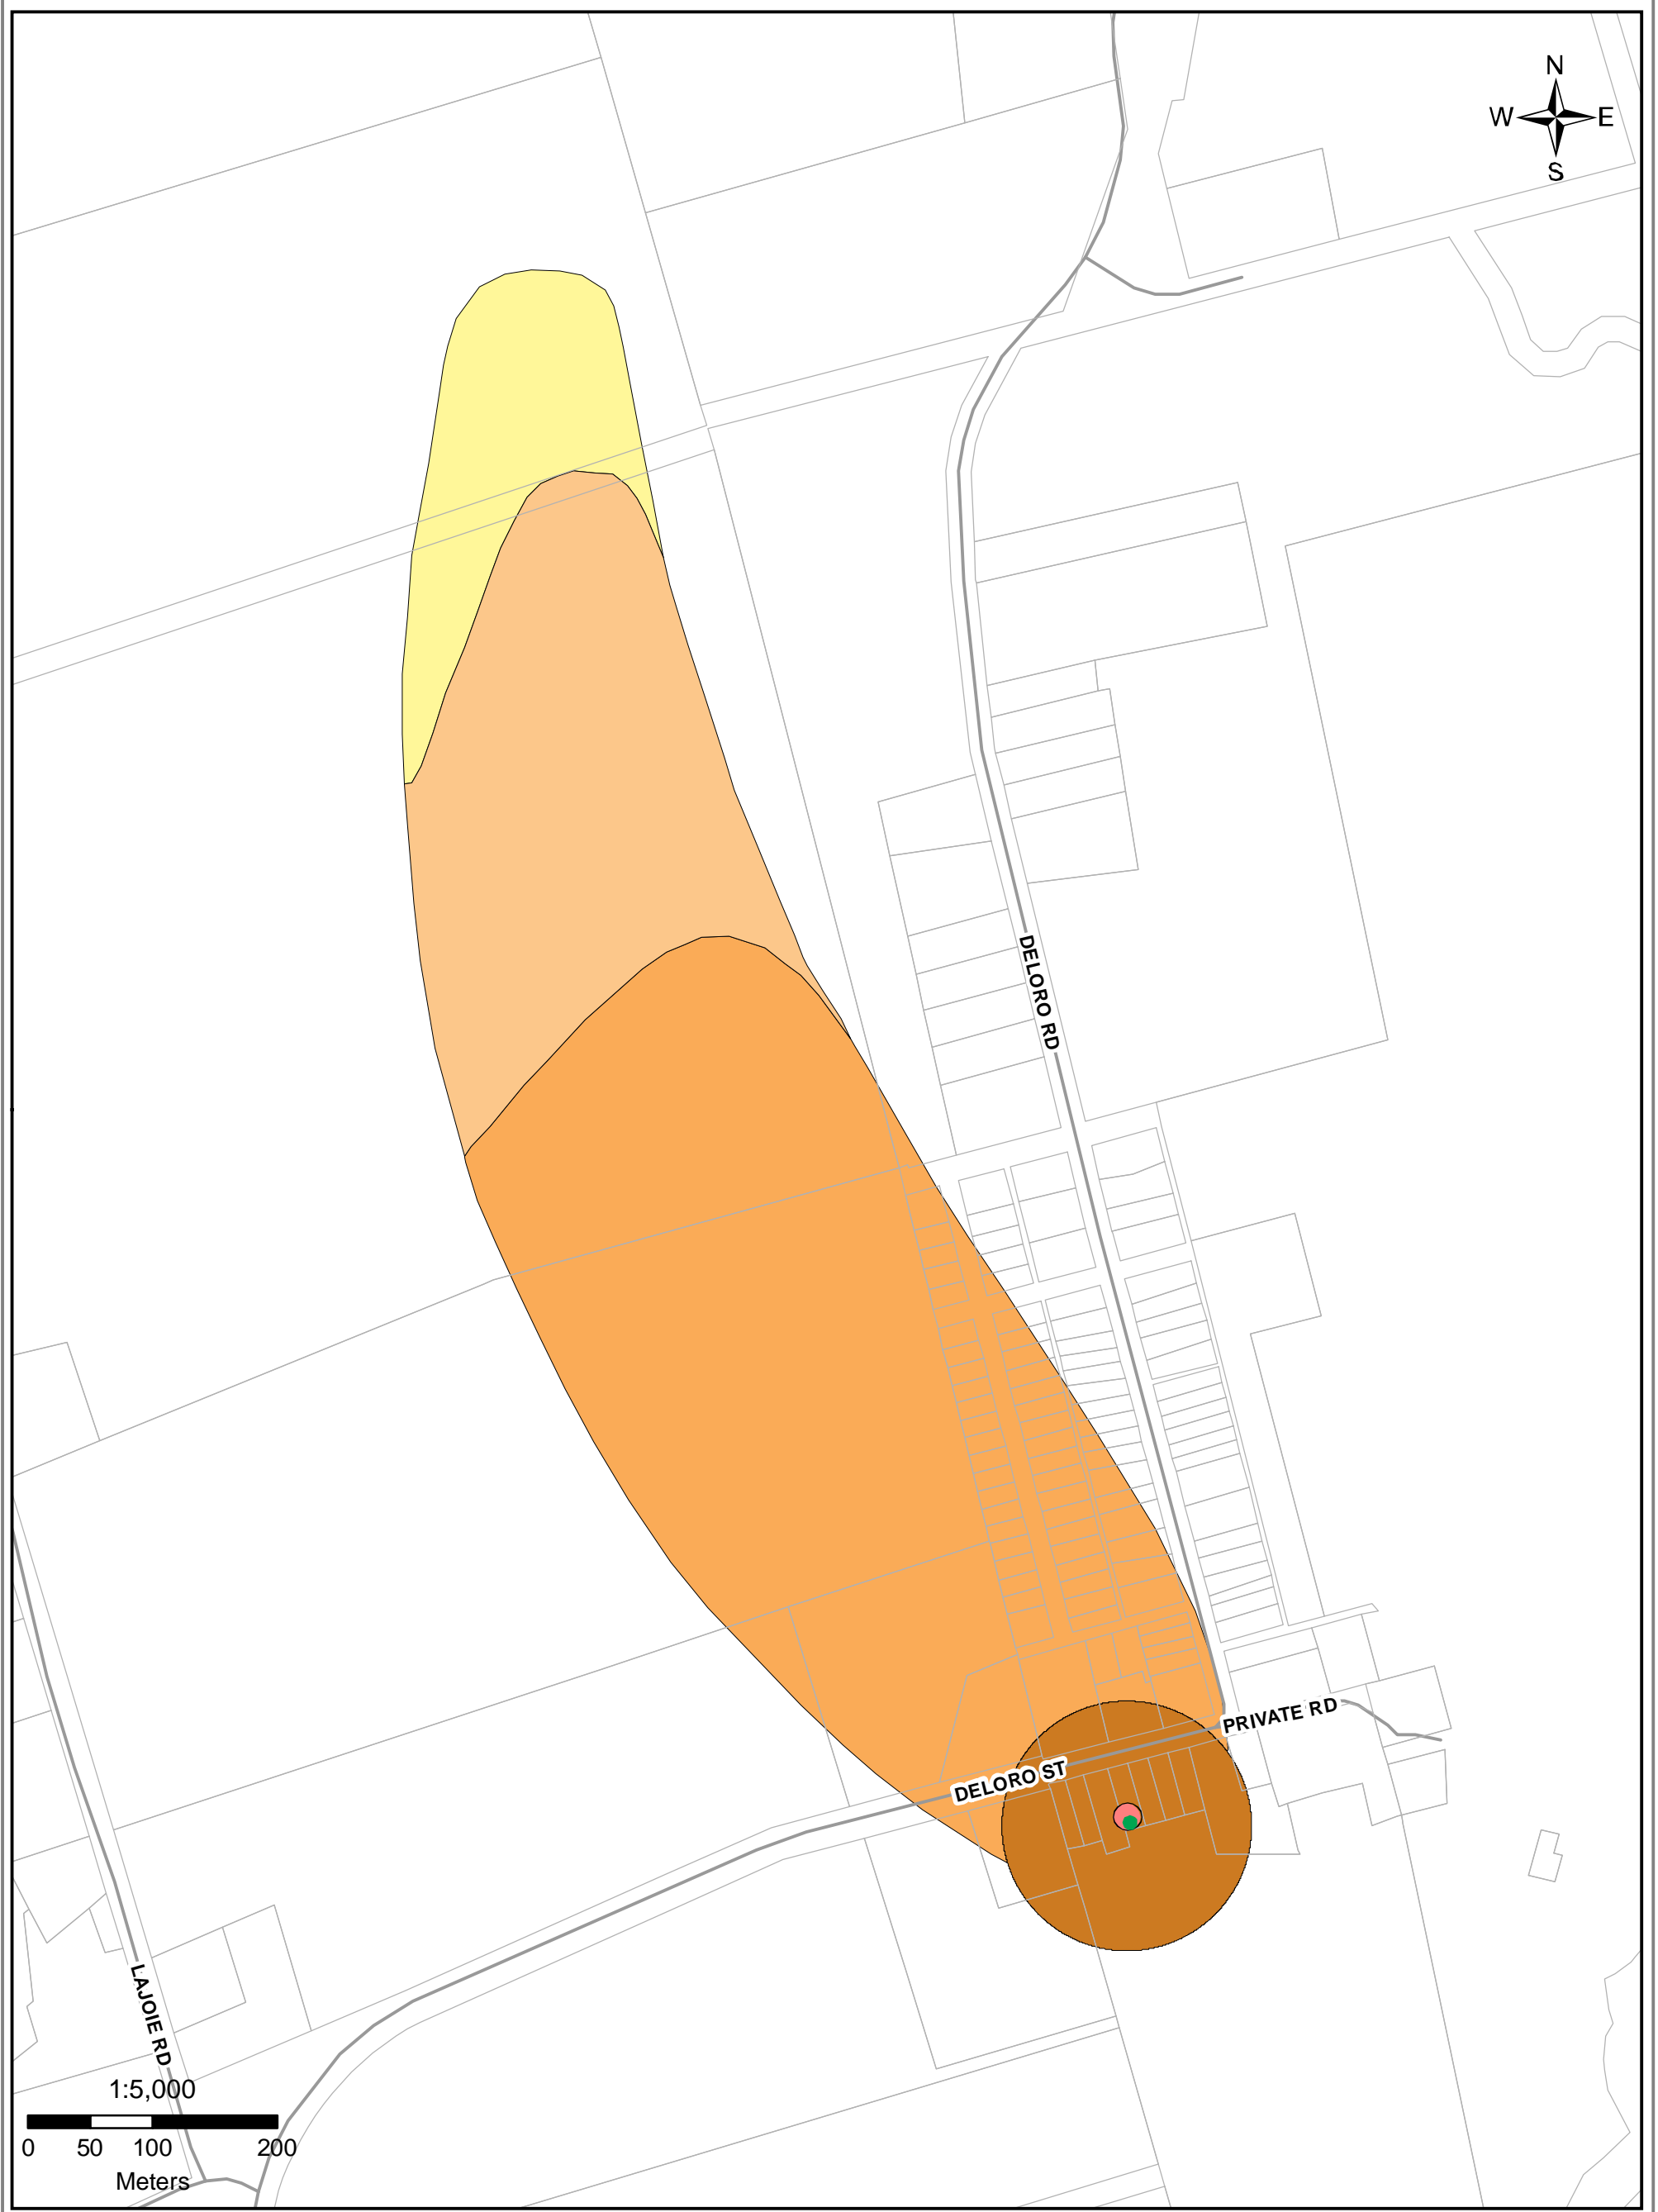 N
W E
S
DELORO RD
PRIVATE RD
DELORO ST
LAJOIE RD
1:5,000
0 50 100 200
Meters